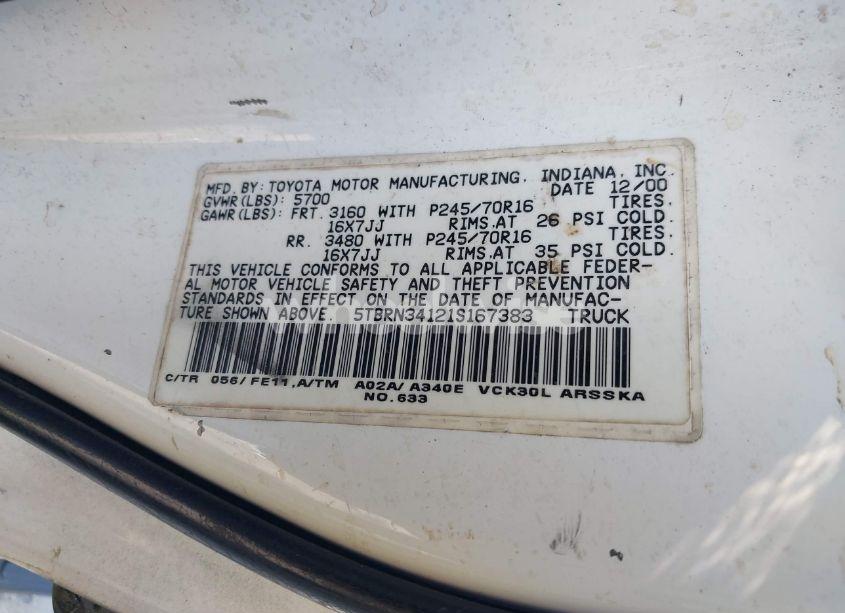 MFD. BY: TOYOTA MOTOR MANUFACTURING, INDIANA, INC.
GVWR(LBS): 5700 DATE 12/00
GAWR(LBS): FRT. 3160 WITH P245/70R16 TIRES,
16X7JJ RIMS,AT 26 PSI COLD.
RR. 3480 WITH P245/70R16 TIRES,
16X7JJ RIMS,AT 35 PSI COLD.
THIS VEHICLE CONFORMS TO ALL APPLICABLE FEDER-
AL MOTOR VEHICLE SAFETY AND THEFT PREVENTION
STANDARDS IN EFFECT ON THE DATE OF MANUFAC-
TURE SHOWN ABOVE. 5TBRN34121S167383 TRUCK
C/TR 056/FE11,A/TM A02A/A340E VCK30L ARSSKA
NO.633